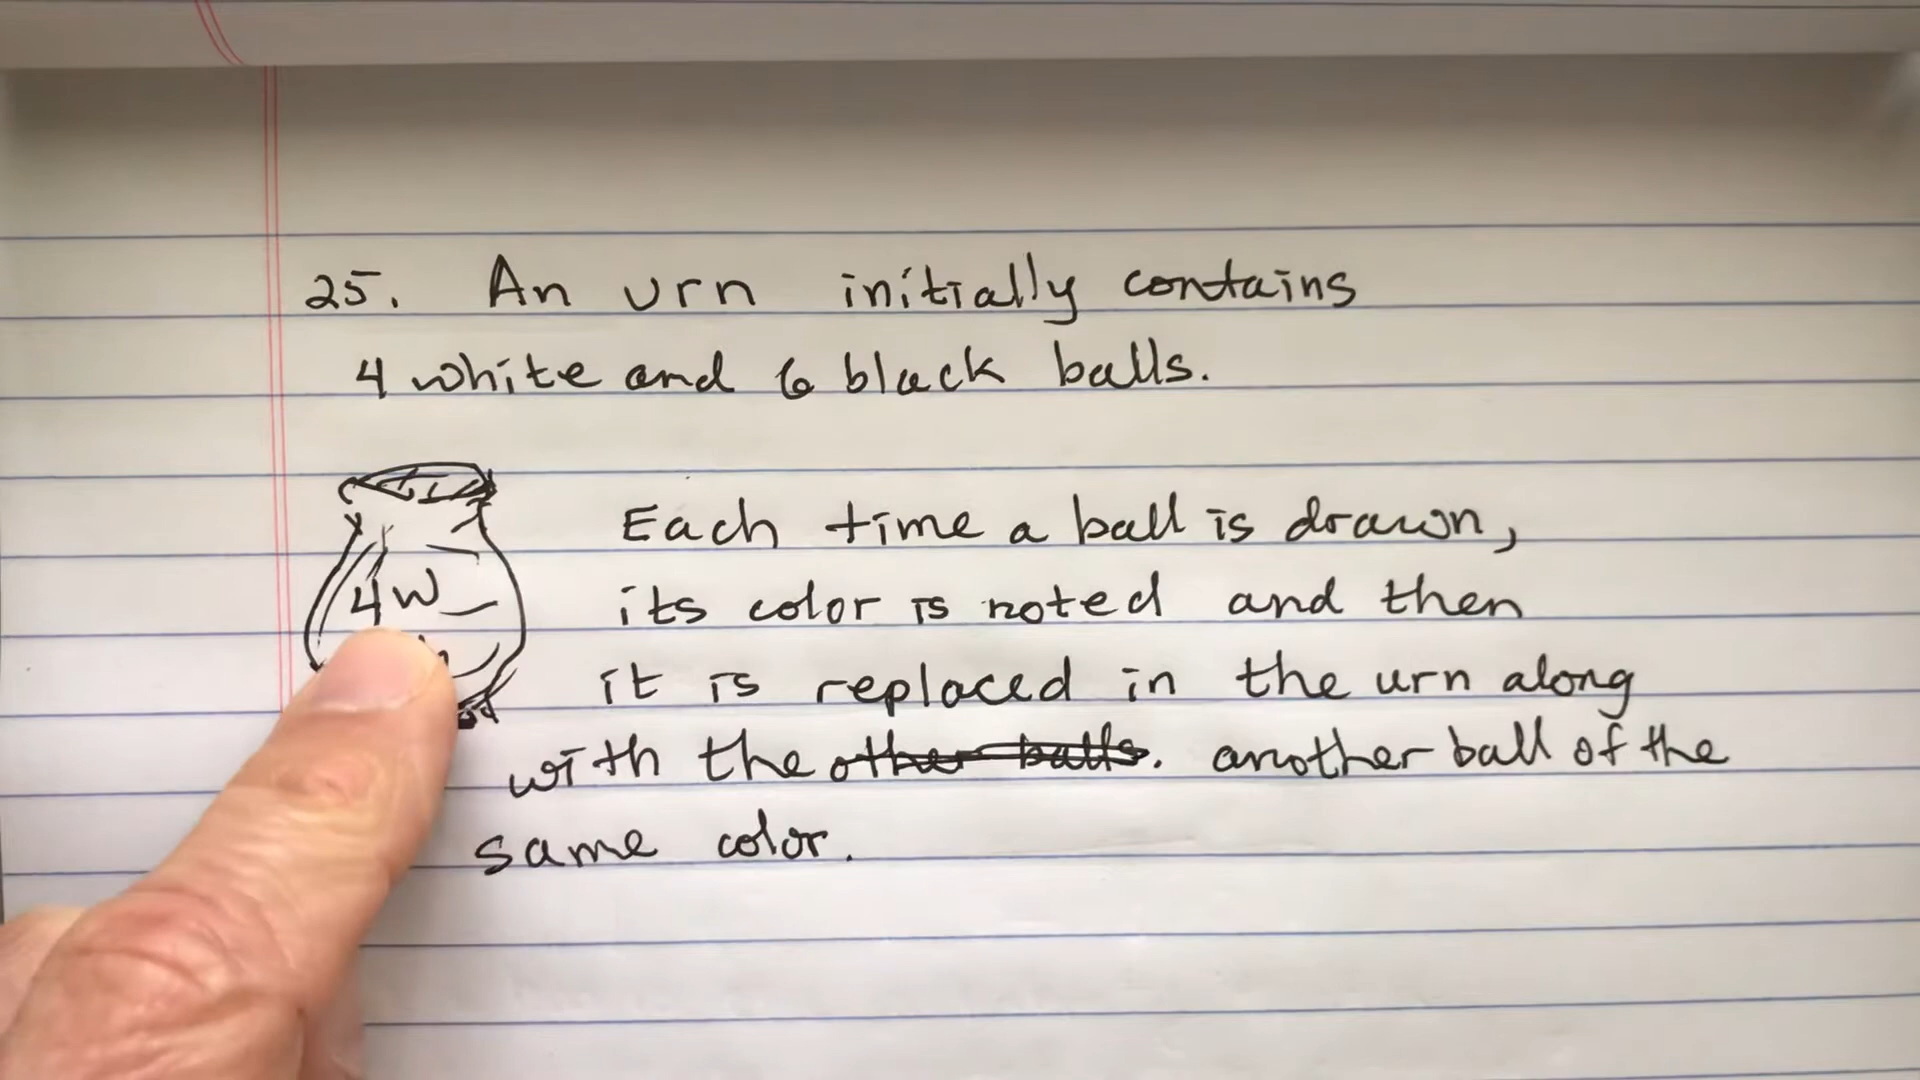 25. An urn initially contains
4 white and 6 black balls.
4W
Each time a ball is drawn,
its color is noted and then
it is replaced in the urn along
with the other balls. another ball of the
same color.